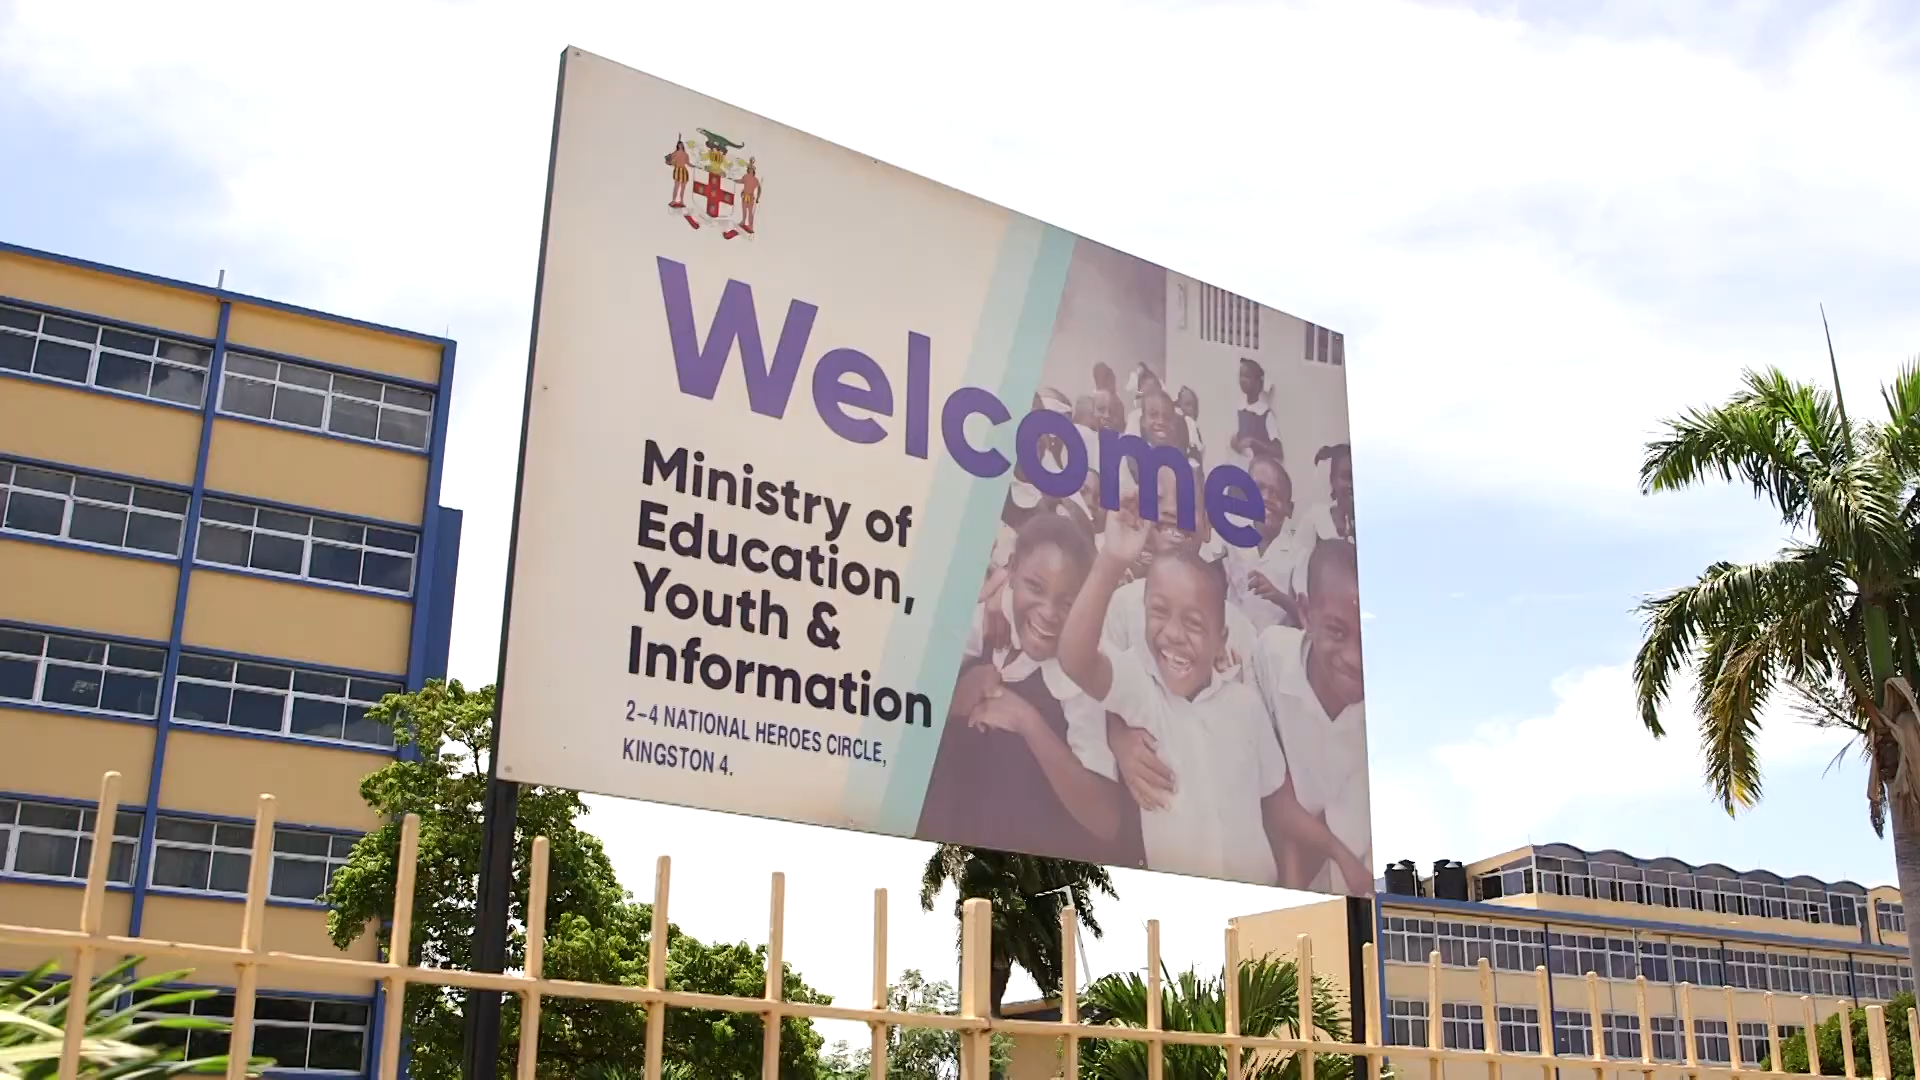 Welcome
Ministry of
Education,
Youth &
Information
2-4 NATIONAL HEROES CIRCLE,
KINGSTON 4.